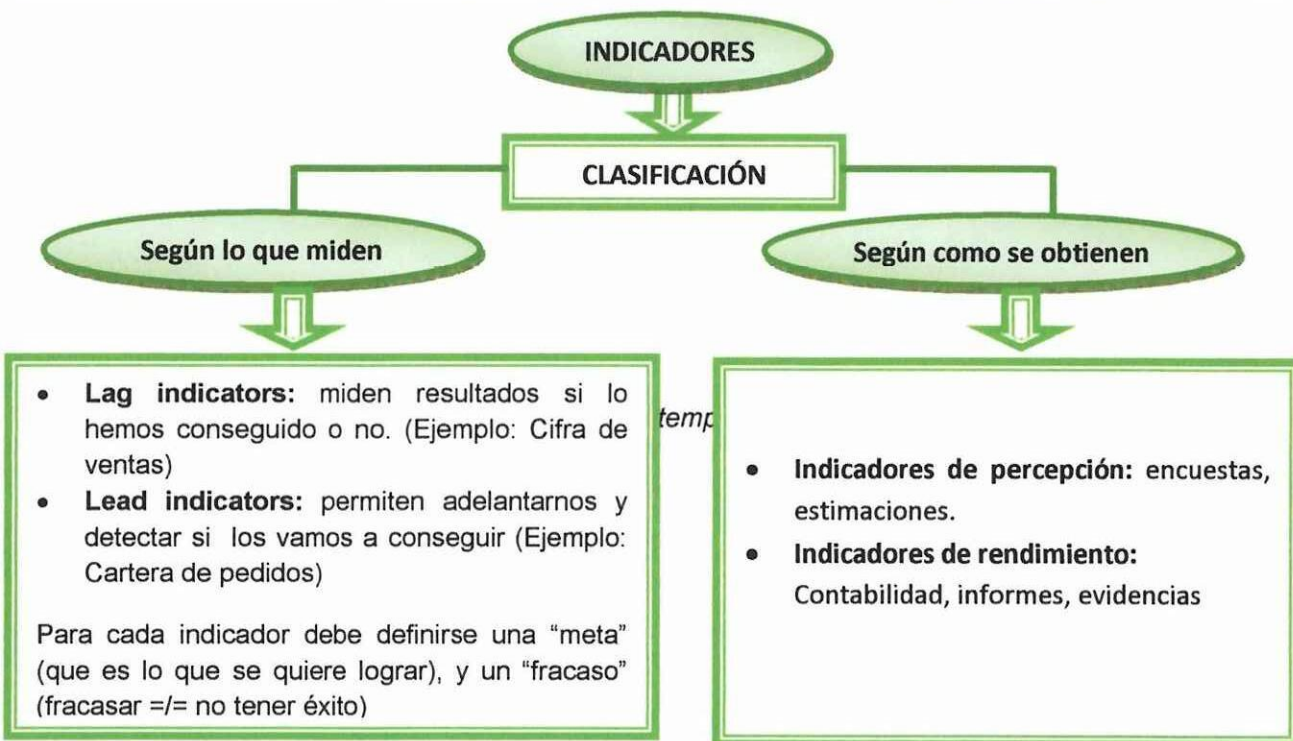 INDICADORES
CLASIFICACIÓN
Según lo que miden
Según como se obtienen
• Lag indicators: miden resultados si lo
hemos conseguido o no. (Ejemplo: Cifra de
ventas)
• Lead indicators: permiten adelantarnos y
detectar si los vamos a conseguir (Ejemplo:
Cartera de pedidos)
Para cada indicador debe definirse una “meta”
(que es lo que se quiere lograr), y un “fracaso”
(fracasar =/= no tener éxito)
temp
• Indicadores de percepción: encuestas,
estimaciones.
• Indicadores de rendimiento:
Contabilidad, informes, evidencias